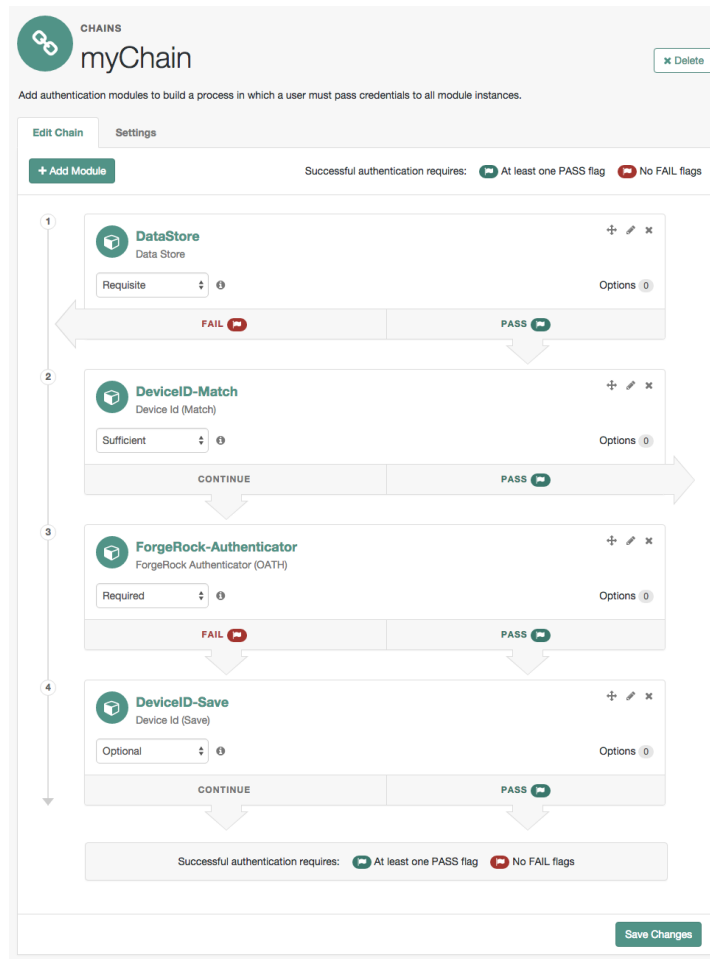 CHAINS
myChain
Delete
Add authentication modules to build a process in which a user must pass credentials to all module instances.
Edit Chain Settings
+ Add Module Successful authentication requires: At least one PASS flag No FAIL flags
1
DataStore
Data Store
Requisite Options 0
FAIL PASS
2
DeviceID-Match
Device Id (Match)
Sufficient Options 0
CONTINUE PASS
3
ForgeRock-Authenticator
ForgeRock Authenticator (OATH)
Required Options 0
FAIL PASS
4
DeviceID-Save
Device Id (Save)
Optional Options 0
CONTINUE PASS
Successful authentication requires: At least one PASS flag No FAIL flags
Save Changes